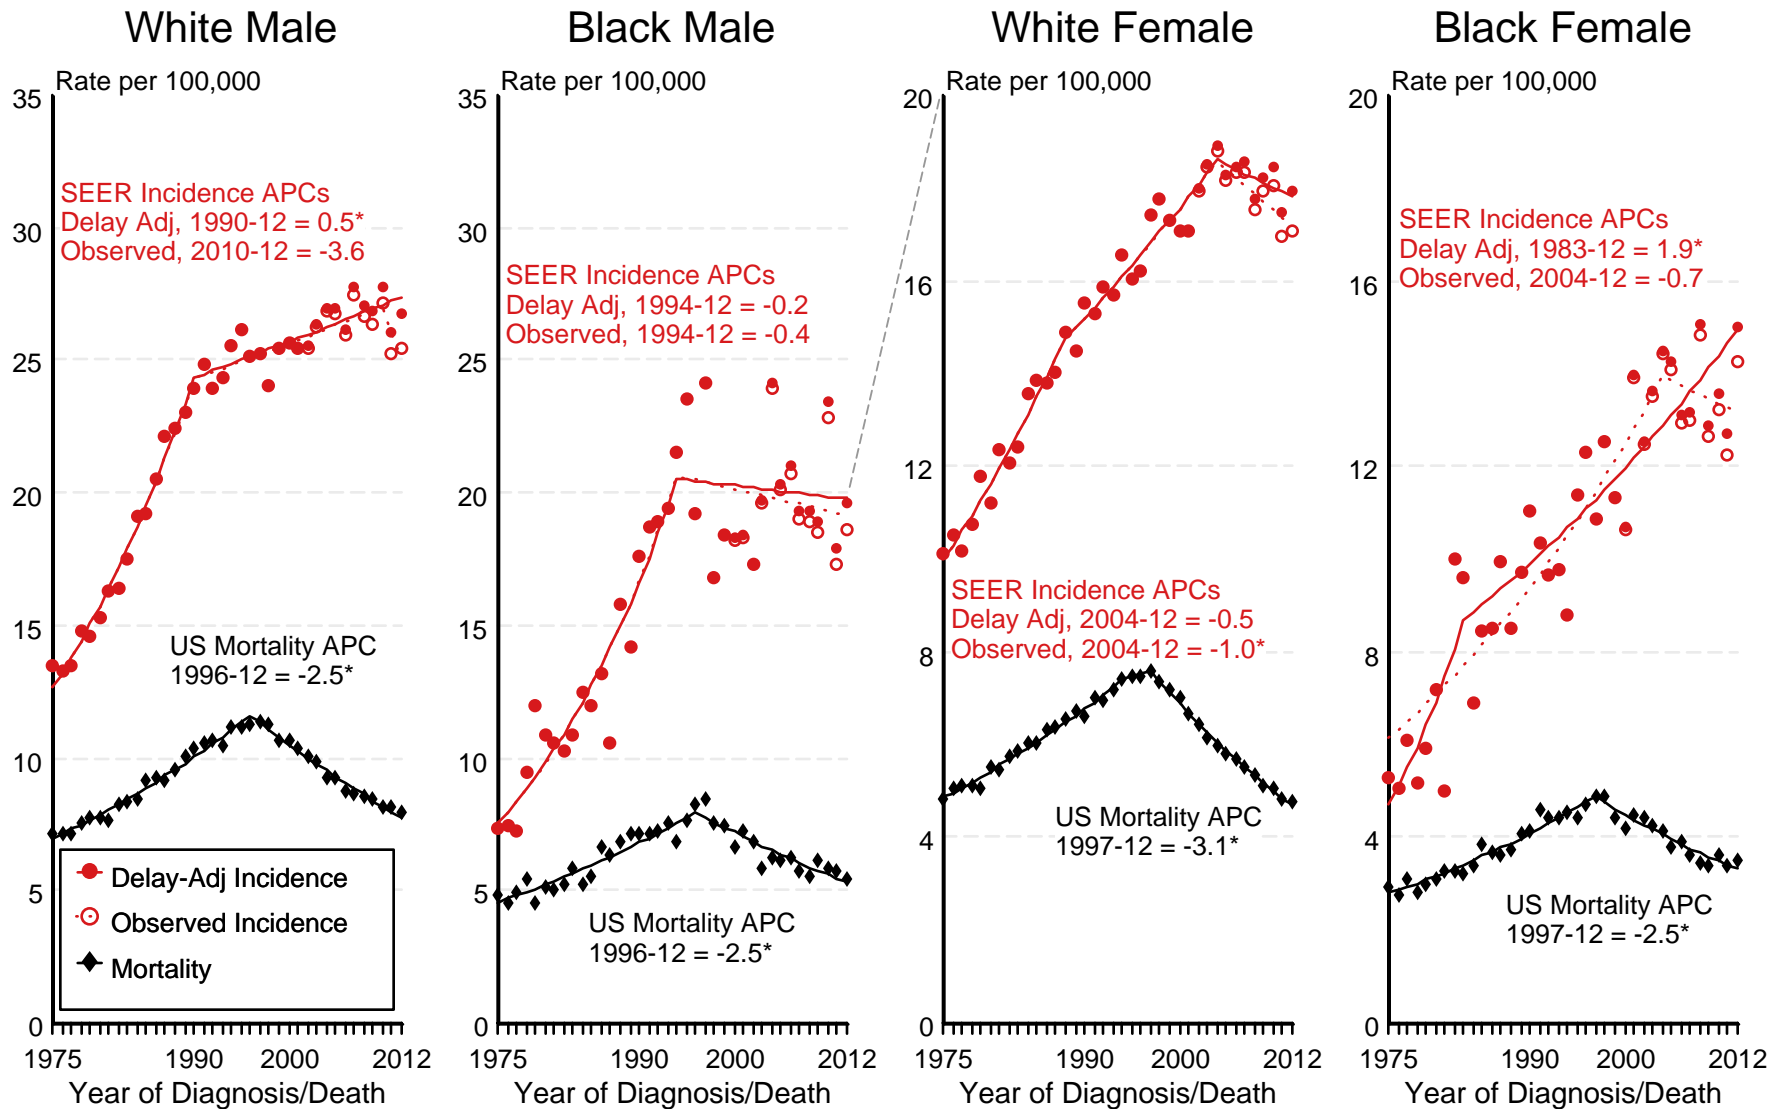 White Male
Rate per 100,000
35
30
25
20
15
10
5
0
SEER Incidence APCs
Delay Adj, 1990-12 = 0.5*
Observed, 2010-12 = -3.6
US Mortality APC
1996-12 = -2.5*
Delay-Adj Incidence
Observed Incidence
Mortality
1975 1990 2000 2012
Year of Diagnosis/Death
Black Male
Rate per 100,000
35
30
25
20
15
10
5
0
SEER Incidence APCs
Delay Adj, 1994-12 = -0.2
Observed, 1994-12 = -0.4
US Mortality APC
1996-12 = -2.5*
1975 1990 2000 2012
Year of Diagnosis/Death
White Female
Rate per 100,000
20
16
12
8
4
0
SEER Incidence APCs
Delay Adj, 2004-12 = -0.5
Observed, 2004-12 = -1.0*
US Mortality APC
1997-12 = -3.1*
1975 1990 2000 2012
Year of Diagnosis/Death
Black Female
Rate per 100,000
20
16
12
8
4
0
SEER Incidence APCs
Delay Adj, 1983-12 = 1.9*
Observed, 2004-12 = -0.7
US Mortality APC
1997-12 = -2.5*
1975 1990 2000 2012
Year of Diagnosis/Death